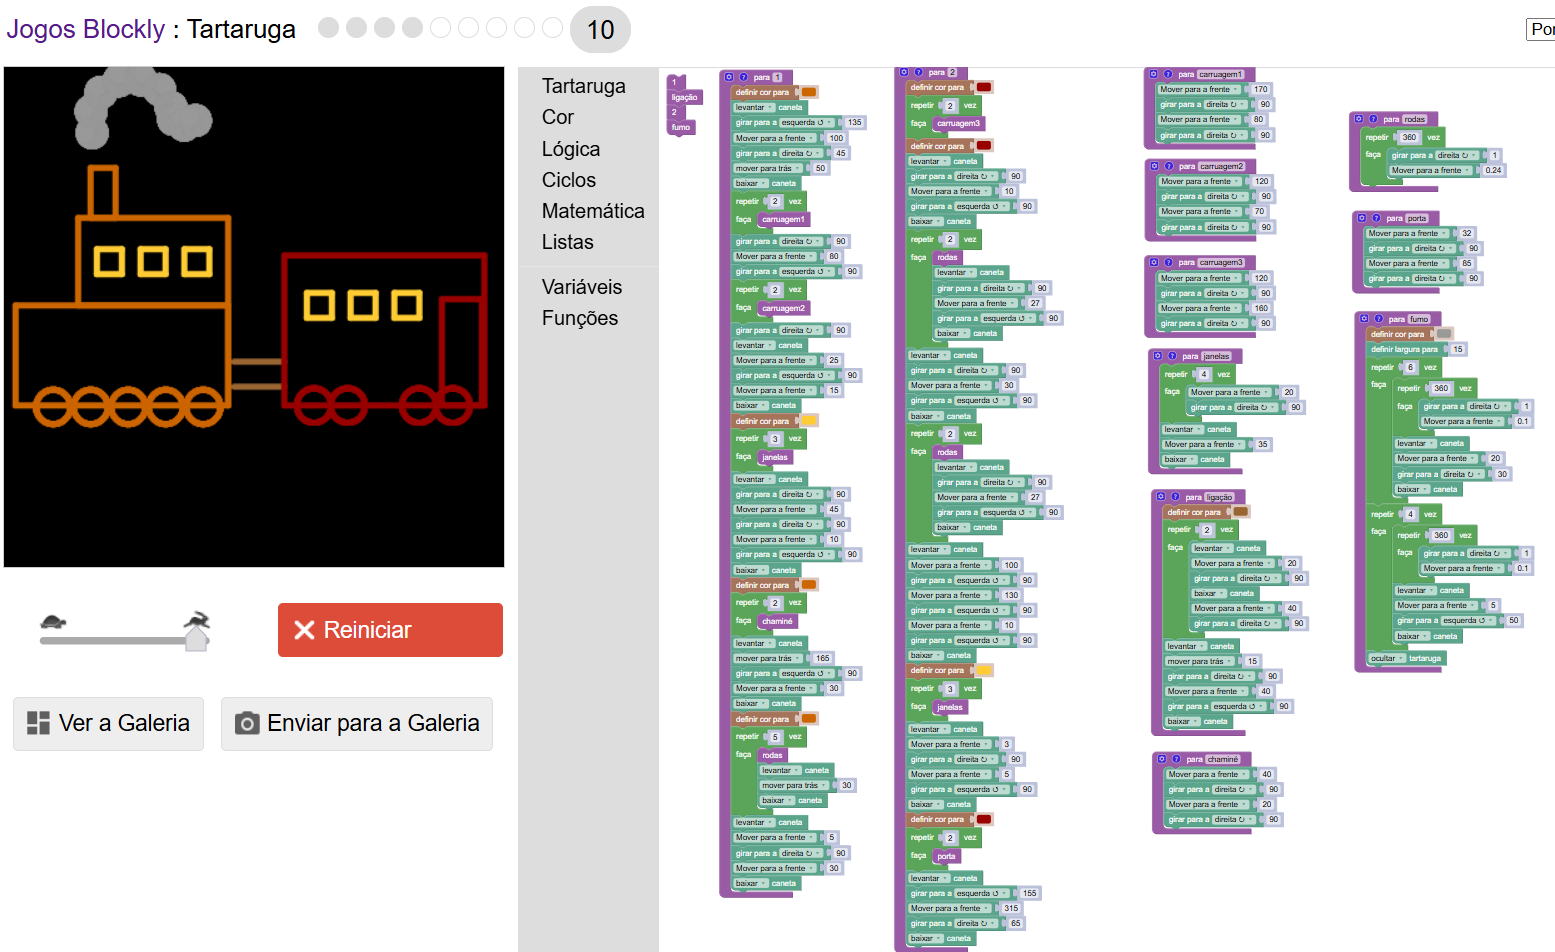 Jogos Blockly : Tartaruga
10
Por
Tartaruga
Cor
Lógica
Ciclos
Matemática
Listas
Variáveis
Funções
Reiniciar
Ver a Galeria
Enviar para a Galeria
1
ligação
2
fumo
para 1
definir cor para
levantar caneta
girar para a esquerda ↺ 135
Mover para a frente 100
girar para a direita ↻ 45
mover para trás 50
baixar caneta
repetir 2 vez
faça carruagem1
girar para a direita ↻ 90
Mover para a frente 80
girar para a esquerda ↺ 90
repetir 2 vez
faça carruagem2
girar para a direita ↻ 90
levantar caneta
Mover para a frente 25
girar para a esquerda ↺ 90
Mover para a frente 15
baixar caneta
definir cor para
repetir 3 vez
faça janelas
levantar caneta
girar para a direita ↻ 90
Mover para a frente 45
girar para a direita ↻ 90
Mover para a frente 10
girar para a esquerda ↺ 90
baixar caneta
definir cor para
repetir 2 vez
faça chaminé
levantar caneta
mover para trás 165
girar para a esquerda ↺ 90
Mover para a frente 30
baixar caneta
definir cor para
repetir 5 vez
faça rodas
levantar caneta
mover para trás 30
baixar caneta
levantar caneta
Mover para a frente 5
girar para a direita ↻ 90
Mover para a frente 30
baixar caneta
para 2
definir cor para
repetir 2 vez
faça carruagem3
definir cor para
levantar caneta
girar para a direita ↻ 90
Mover para a frente 10
girar para a esquerda ↺ 90
baixar caneta
repetir 2 vez
faça rodas
levantar caneta
girar para a direita ↻ 90
Mover para a frente 27
girar para a esquerda ↺ 90
baixar caneta
levantar caneta
girar para a direita ↻ 90
Mover para a frente 30
girar para a esquerda ↺ 90
baixar caneta
repetir 2 vez
faça rodas
levantar caneta
girar para a direita ↻ 90
Mover para a frente 27
girar para a esquerda ↺ 90
baixar caneta
levantar caneta
Mover para a frente 100
girar para a esquerda ↺ 90
Mover para a frente 130
girar para a esquerda ↺ 90
Mover para a frente 10
girar para a esquerda ↺ 90
baixar caneta
definir cor para
repetir 3 vez
faça janelas
levantar caneta
Mover para a frente 3
girar para a direita ↻ 90
Mover para a frente 5
girar para a esquerda ↺ 90
baixar caneta
definir cor para
repetir 2 vez
faça porta
levantar caneta
girar para a esquerda ↺ 155
Mover para a frente 315
girar para a direita ↻ 65
baixar caneta
para carruagem1
Mover para a frente 170
girar para a direita ↻ 90
Mover para a frente 80
girar para a direita ↻ 90
para carruagem2
Mover para a frente 120
girar para a direita ↻ 90
Mover para a frente 70
girar para a direita ↻ 90
para carruagem3
Mover para a frente 120
girar para a direita ↻ 90
Mover para a frente 160
girar para a direita ↻ 90
para janelas
repetir 4 vez
faça Mover para a frente 20
girar para a direita ↻ 90
levantar caneta
Mover para a frente 35
baixar caneta
para ligação
definir cor para
repetir 2 vez
faça levantar caneta
Mover para a frente 20
girar para a direita ↻ 90
baixar caneta
Mover para a frente 40
girar para a direita ↻ 90
levantar caneta
mover para trás 15
girar para a direita ↻ 90
Mover para a frente 40
girar para a esquerda ↺ 90
baixar caneta
para chaminé
Mover para a frente 40
girar para a direita ↻ 90
Mover para a frente 20
girar para a direita ↻ 90
para rodas
repetir 360 vez
faça girar para a direita ↻ 1
Mover para a frente 0.24
para porta
Mover para a frente 32
girar para a direita ↻ 90
Mover para a frente 85
girar para a direita ↻ 90
para fumo
definir cor para
definir largura para 15
repetir 6 vez
faça repetir 360 vez
faça girar para a direita ↻ 1
Mover para a frente 0.1
levantar caneta
Mover para a frente 20
girar para a direita ↻ 30
baixar caneta
repetir 4 vez
faça repetir 360 vez
faça girar para a direita ↻ 1
Mover para a frente 0.1
levantar caneta
Mover para a frente 5
girar para a esquerda ↺ 50
baixar caneta
ocultar tartaruga